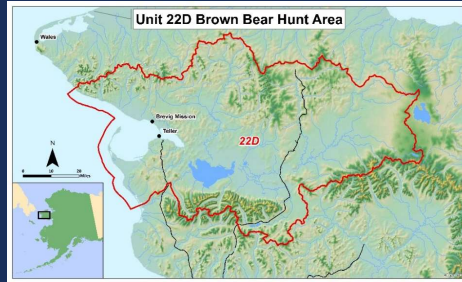 Unit 22D Brown Bear Hunt Area
Wales
Brevig Mission
Teller
22D
N
0 10 20
Miles